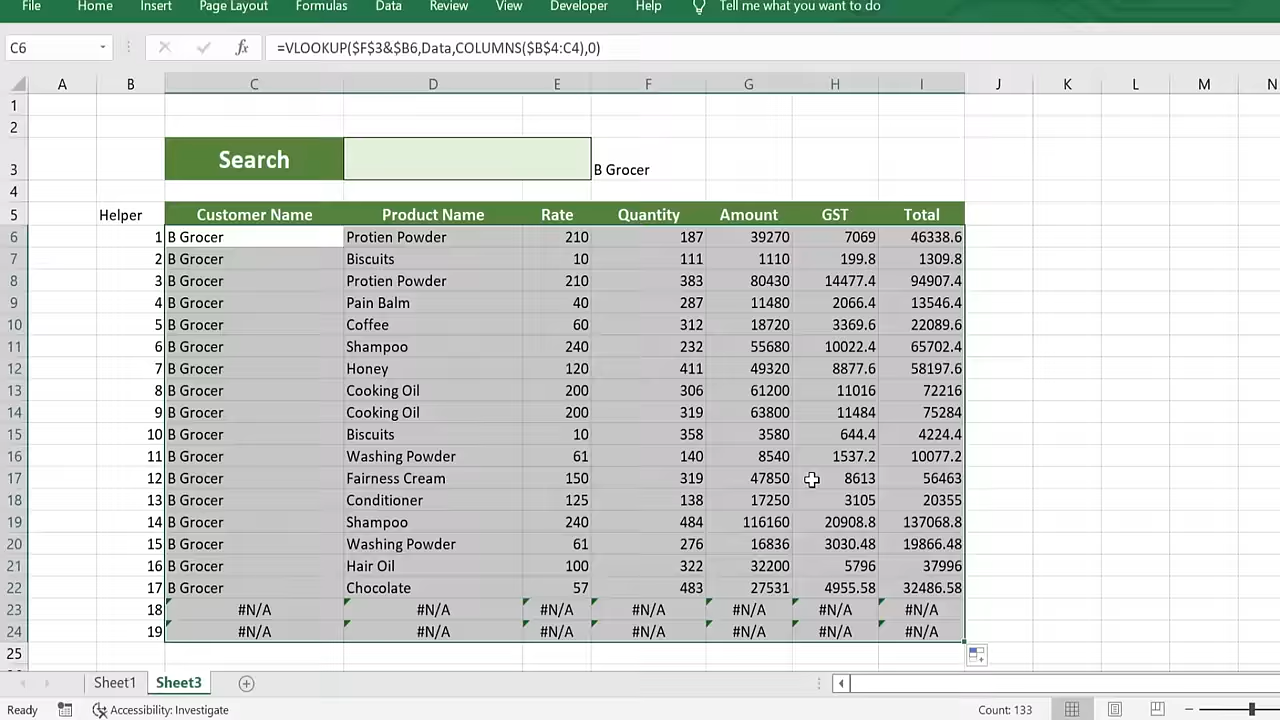 File Home Insert Page Layout Formulas Data Review View Developer Help Tell me what you want to do
C6 fx =VLOOKUP($F$3&$B6,Data,COLUMNS($B$4:C4),0)
A B C D E F G H I J K L M N
1
2
3 Search B Grocer
4
5 Helper Customer Name Product Name Rate Quantity Amount GST Total
6 1 B Grocer Protien Powder 210 187 39270 7069 46338.6
7 2 B Grocer Biscuits 10 111 1110 199.8 1309.8
8 3 B Grocer Protien Powder 210 383 80430 14477.4 94907.4
9 4 B Grocer Pain Balm 40 287 11480 2066.4 13546.4
10 5 B Grocer Coffee 60 312 18720 3369.6 22089.6
11 6 B Grocer Shampoo 240 232 55680 10022.4 65702.4
12 7 B Grocer Honey 120 411 49320 8877.6 58197.6
13 8 B Grocer Cooking Oil 200 306 61200 11016 72216
14 9 B Grocer Cooking Oil 200 319 63800 11484 75284
15 10 B Grocer Biscuits 10 358 3580 644.4 4224.4
16 11 B Grocer Washing Powder 61 140 8540 1537.2 10077.2
17 12 B Grocer Fairness Cream 150 319 47850 8613 56463
18 13 B Grocer Conditioner 125 138 17250 3105 20355
19 14 B Grocer Shampoo 240 484 116160 20908.8 137068.8
20 15 B Grocer Washing Powder 61 276 16836 3030.48 19866.48
21 16 B Grocer Hair Oil 100 322 32200 5796 37996
22 17 B Grocer Chocolate 57 483 27531 4955.58 32486.58
23 18 #N/A #N/A #N/A #N/A #N/A #N/A #N/A
24 19 #N/A #N/A #N/A #N/A #N/A #N/A #N/A
25
Sheet1 Sheet3
Ready Accessibility: Investigate Count: 133